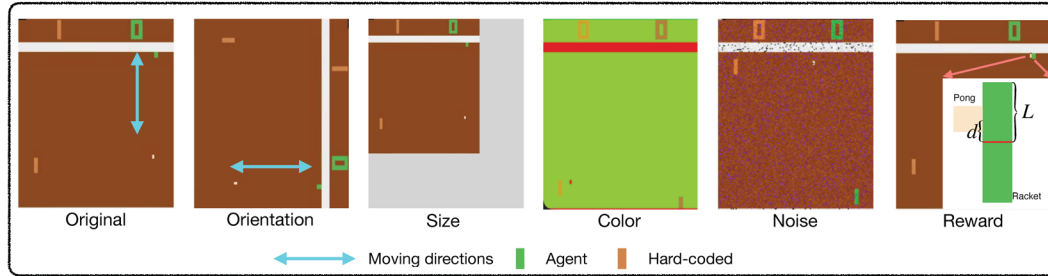 Pong
L
d
Racket
Original
Orientation
Size
Color
Noise
Reward
Moving directions
Agent
Hard-coded